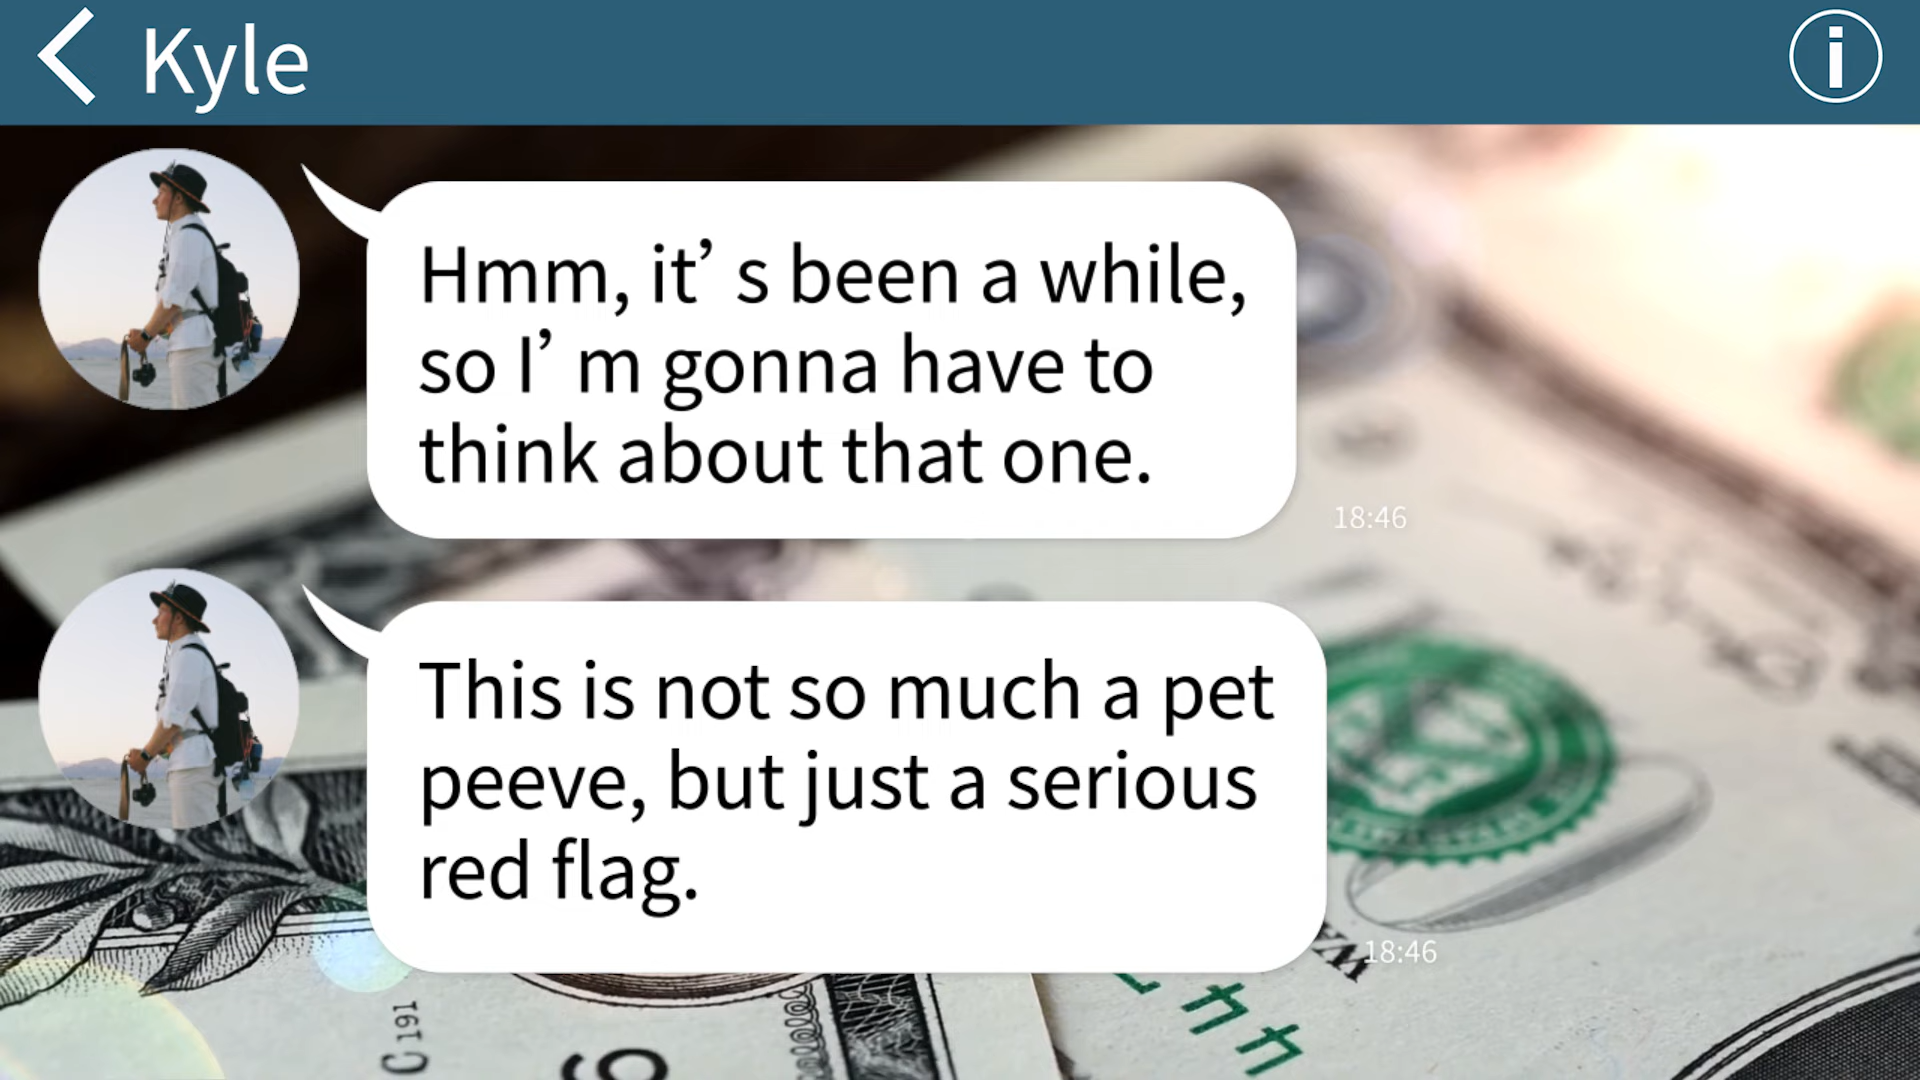 Kyle
Hmm, it’s been a while,
so I’m gonna have to
think about that one.
18:46
This is not so much a pet
peeve, but just a serious
red flag.
18:46
C191